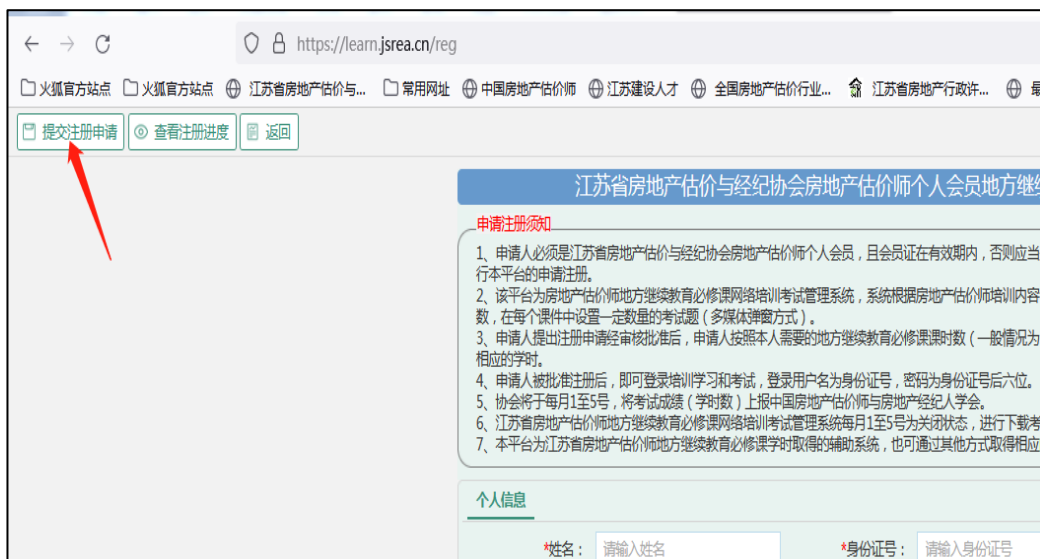 https://learn.jsrea.cn/reg
火狐官方站点 火狐官方站点 江苏省房地产估价与... 常用网址 中国房地产估价师 江苏建设人才 全国房地产估价行业... 江苏省房地产行政许... 最
提交注册申请 查看注册进度 返回
江苏省房地产估价与经纪协会房地产估价师个人会员地方继续
申请注册须知
1、申请人必须是江苏省房地产估价与经纪协会房地产估价师个人会员，且会员证在有效期内，否则应当
行本平台的申请注册。
2、该平台为房地产估价师地方继续教育必修课网络培训考试管理系统，系统根据房地产估价师培训内容
数，在每个课件中设置一定数量的考试题（多媒体弹窗方式）。
3、申请人提出注册申请经审核批准后，申请人按照本人需要的地方继续教育必修课课时数（一般情况为
相应的学时。
4、申请人被批准注册后，即可登录培训学习和考试，登录用户名为身份证号，密码为身份证号后六位。
5、协会将于每月1至5号，将考试成绩（学时数）上报中国房地产估价师与房地产经纪人学会。
6、江苏省房地产估价师地方继续教育必修课网络培训考试管理系统每月1至5号为关闭状态，进行下载考
7、本平台为江苏省房地产估价师地方继续教育必修课学时取得的辅助系统，也可通过其他方式取得相应
个人信息
*姓名： 请输入姓名 *身份证号： 请输入身份证号